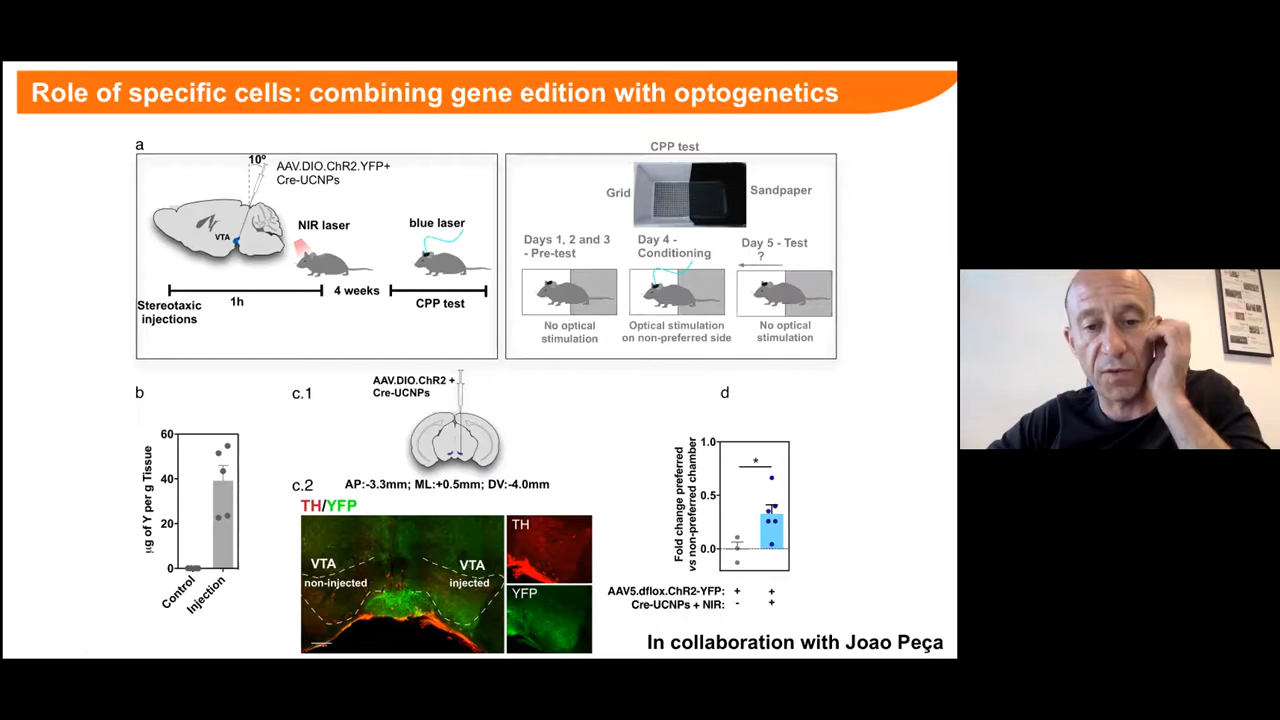 Role of specific cells: combining gene edition with optogenetics
a
10º
AAV.DIO.ChR2.YFP+
Cre-UCNPs
VTA
NIR laser
blue laser
Stereotaxic
injections
1h
4 weeks
CPP test
CPP test
Grid
Sandpaper
Days 1, 2 and 3
- Pre-test
Day 4 -
Conditioning
Day 5 - Test
?
No optical
stimulation
Optical stimulation
on non-preferred side
No optical
stimulation
b
µg of Y per g Tissue
60
40
20
0
Control
Injection
c.1
AAV.DIO.ChR2 +
Cre-UCNPs
AP:-3.3mm; ML:+0.5mm; DV:-4.0mm
c.2
TH/YFP
VTA
non-injected
VTA
injected
TH
YFP
d
Fold change preferred
vs non-preferred chamber
1.0
0.5
0.0
*
AAV5.dflox.ChR2-YFP: + +
Cre-UCNPs + NIR: - +
In collaboration with Joao Peça